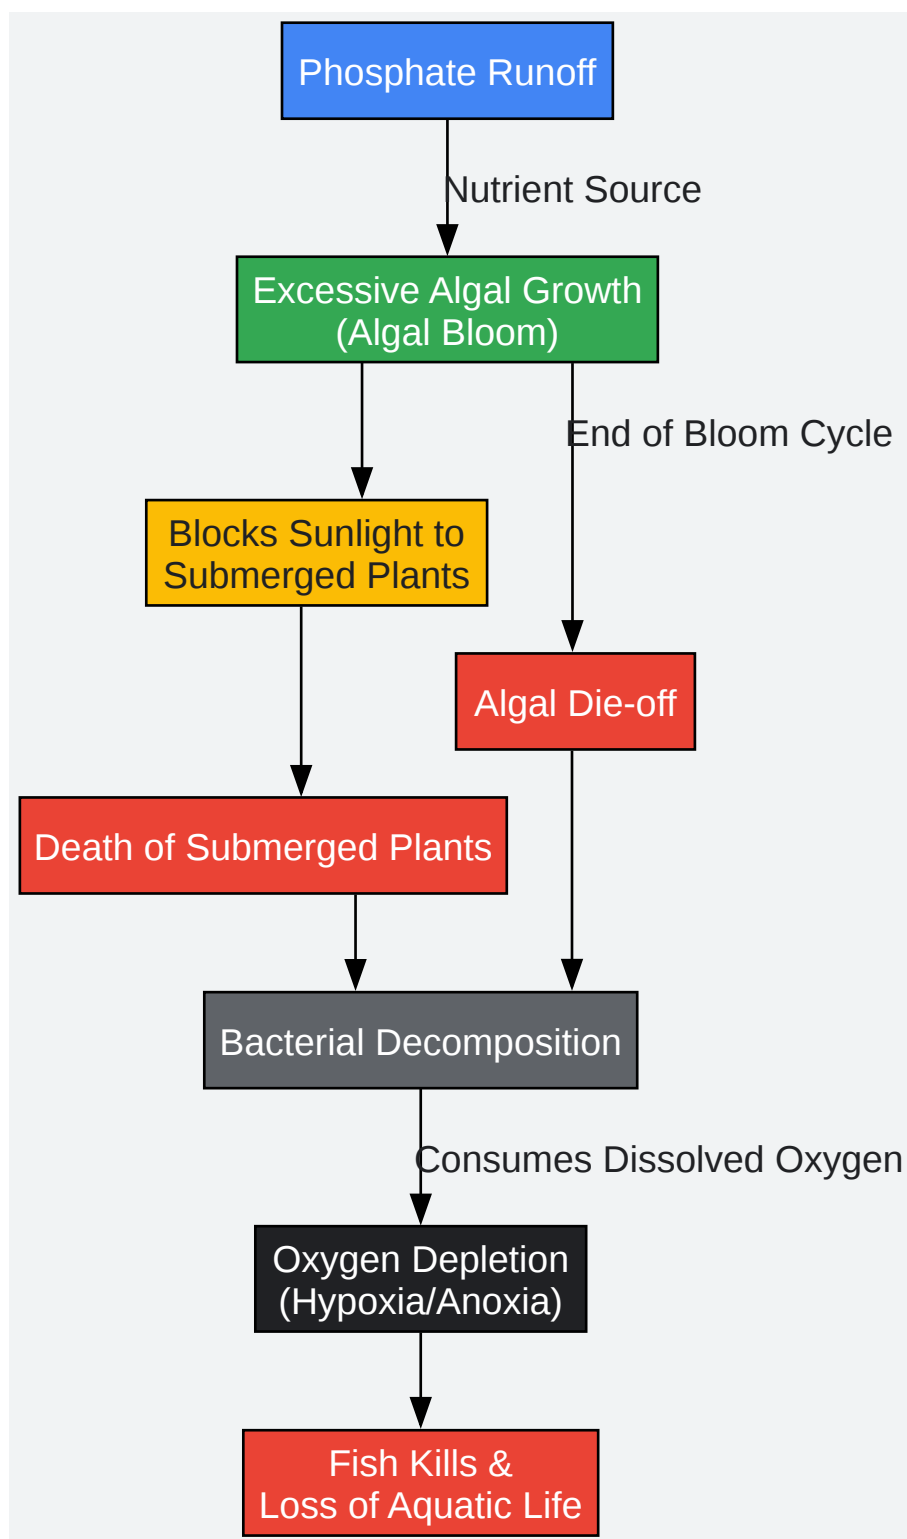 Phosphate Runoff
Nutrient Source
Excessive Algal Growth
(Algal Bloom)
End of Bloom Cycle
Blocks Sunlight to
Submerged Plants
Algal Die-off
Death of Submerged Plants
Bacterial Decomposition
Consumes Dissolved Oxygen
Oxygen Depletion
(Hypoxia/Anoxia)
Fish Kills &
Loss of Aquatic Life